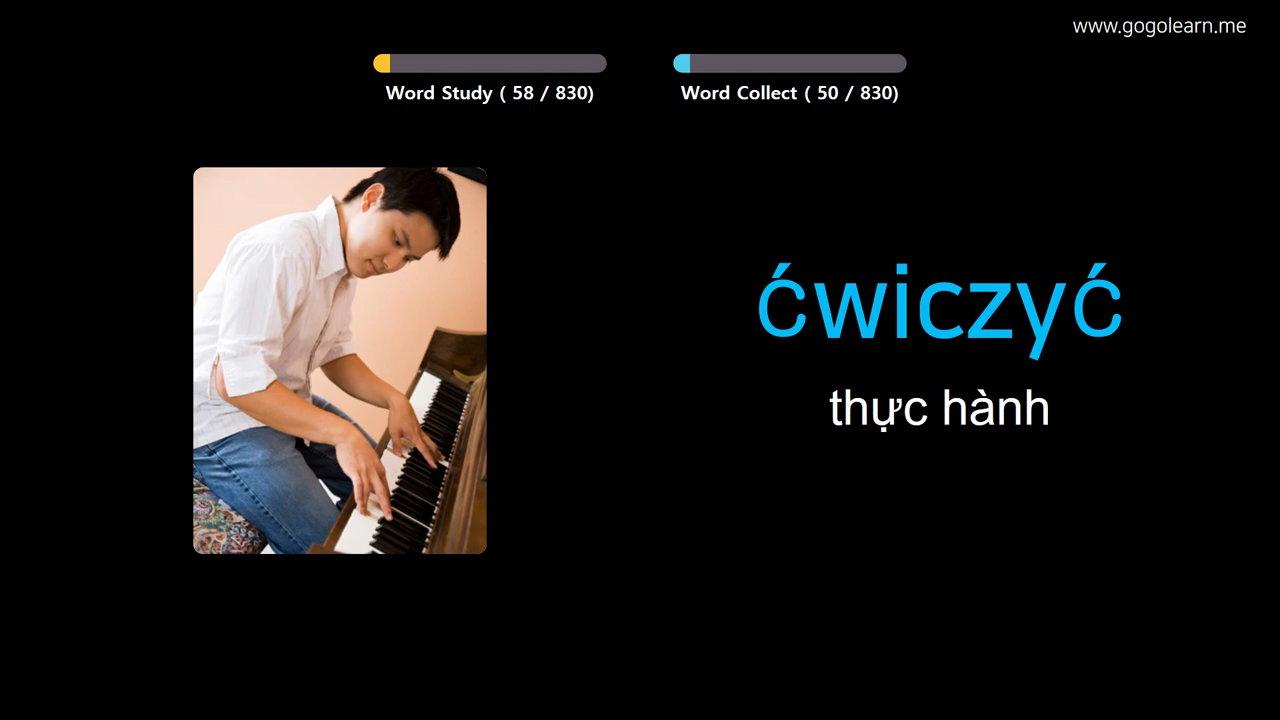 www.gogolearn.me
Word Study ( 58 / 830)
Word Collect ( 50 / 830)
ćwiczyć
thực hành